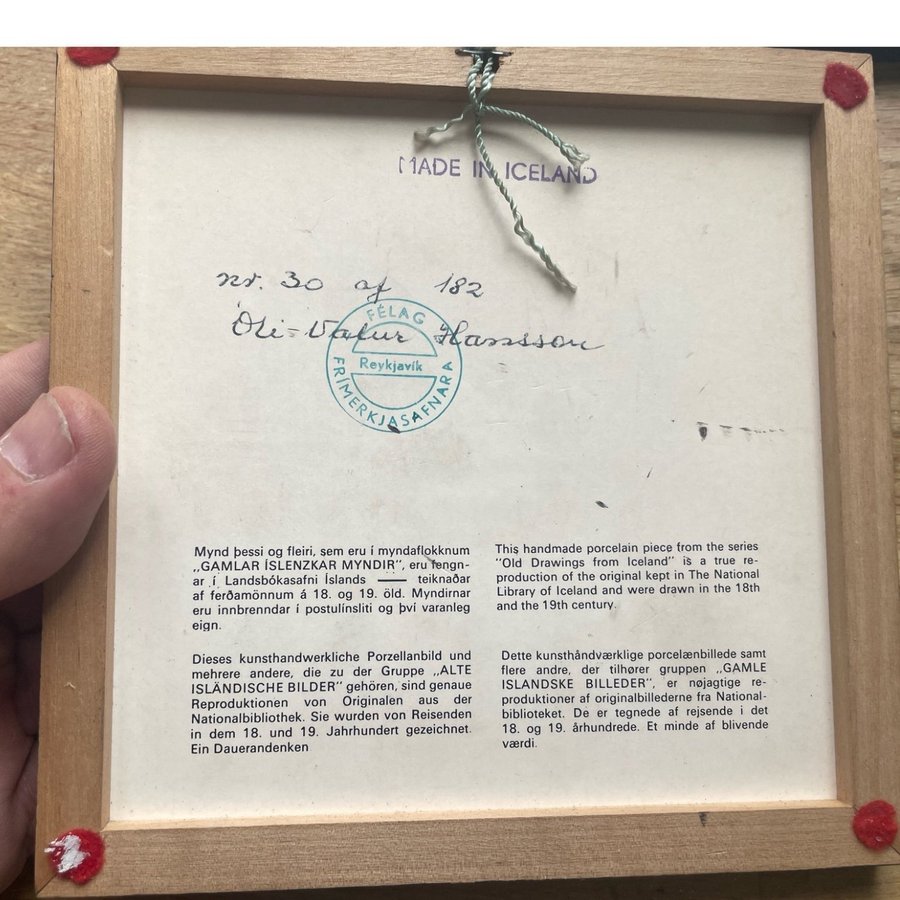 MADE IN ICELAND
nr. 30 af 182
Óli-Valur Hansson
FÉLAG
Reykjavík
FRÍMERKJASAFNARA
Mynd þessi og fleiri, sem eru í myndaflokknum
„GAMLAR ÍSLENZKAR MYNDIR", eru fengn-
ar í Landsbókasafni Íslands — teiknaðar
af ferðamönnum á 18. og 19. öld. Myndirnar
eru innbrenndar í postulínsliti og því varanleg
eign.
This handmade porcelain piece from the series
"Old Drawings from Iceland" is a true re-
production of the original kept in The National
Library of Iceland and were drawn in the 18th
and the 19th century.
Dieses kunsthandwerkliche Porzellanbild und
mehrere andere, die zu der Gruppe „ALTE
ISLÄNDISCHE BILDER" gehören, sind genaue
Reproduktionen von Originalen aus der
Nationalbibliothek. Sie wurden von Reisenden
in dem 18. und 19. Jahrhundert gezeichnet.
Ein Dauerandenken
Dette kunsthåndværklige porcelænbillede samt
flere andre, der tilhører gruppen „GAMLE
ISLANDSKE BILLEDER", er nøjagtige re-
produktioner af originalbillederne fra National-
biblioteket. De er tegnede af rejsende i det
18. og 19. århundrede. Et minde af blivende
værdi.